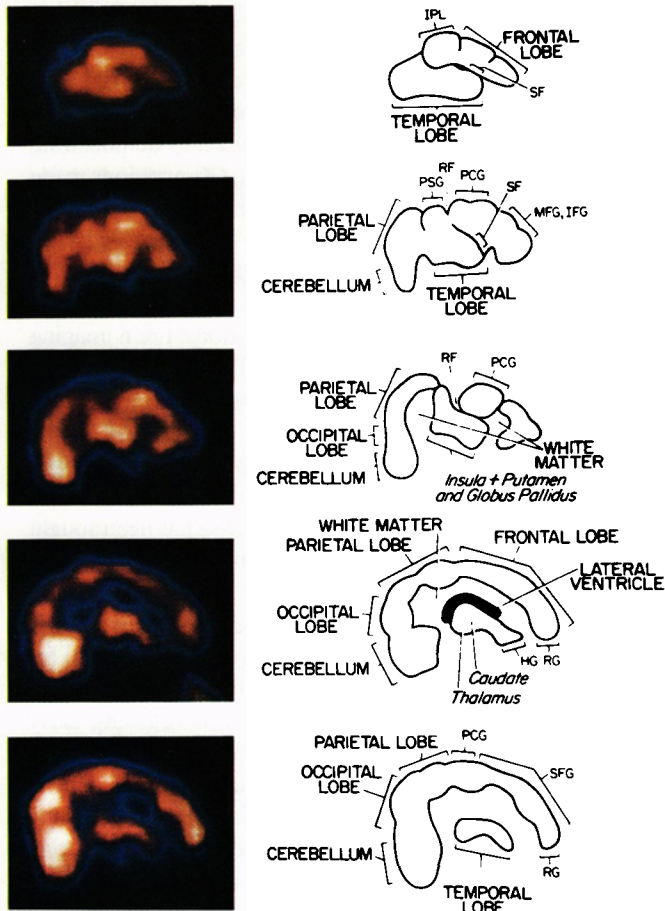 IPL
FRONTAL
LOBE
SF
TEMPORAL
LOBE
RF
PSG
PCG
SF
MFG, IFG
PARIETAL
LOBE
CEREBELLUM
TEMPORAL
LOBE
RF
PCG
PARIETAL
LOBE
OCCIPITAL
LOBE
CEREBELLUM
WHITE
MATTER
Insula + Putamen
and Globus Pallidus
WHITE MATTER
PARIETAL LOBE
FRONTAL LOBE
LATERAL
VENTRICLE
OCCIPITAL
LOBE
CEREBELLUM
HG
RG
Caudate
Thalamus
PCG
PARIETAL LOBE
OCCIPITAL
LOBE
SFG
CEREBELLUM
RG
TEMPORAL
LOBE